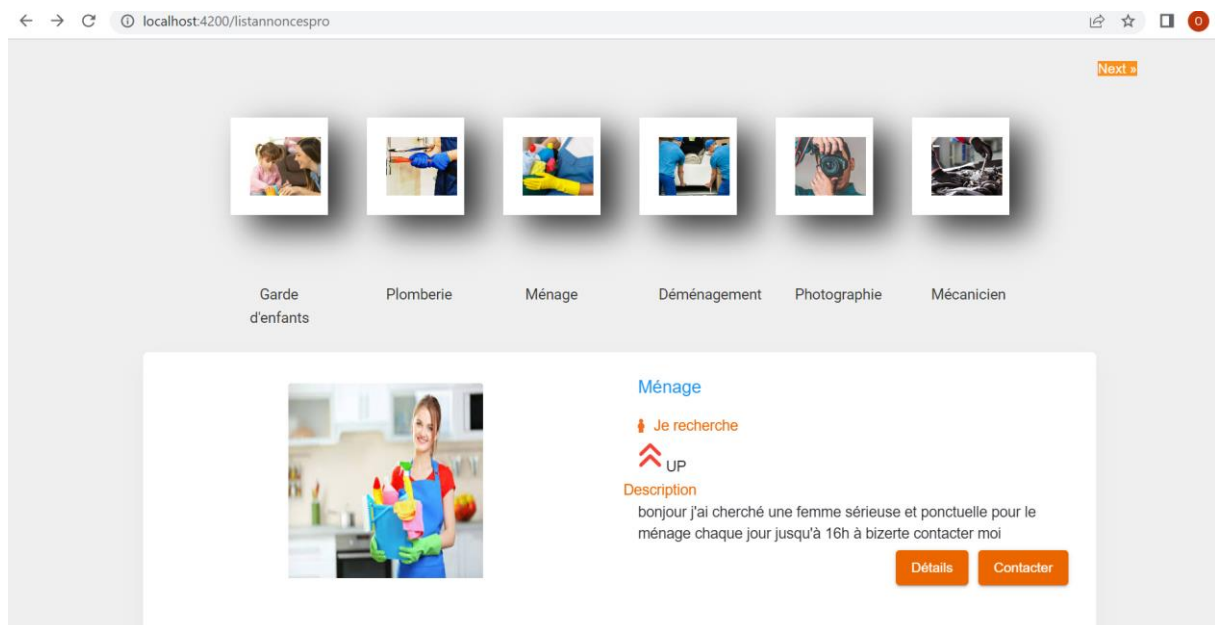 localhost:4200/listannoncespro
O
Next »
Garde
d'enfants
Plomberie
Ménage
Déménagement
Photographie
Mécanicien
Ménage
Je recherche
UP
Description
bonjour j'ai cherché une femme sérieuse et ponctuelle pour le
ménage chaque jour jusqu'à 16h à bizerte contacter moi
Détails
Contacter